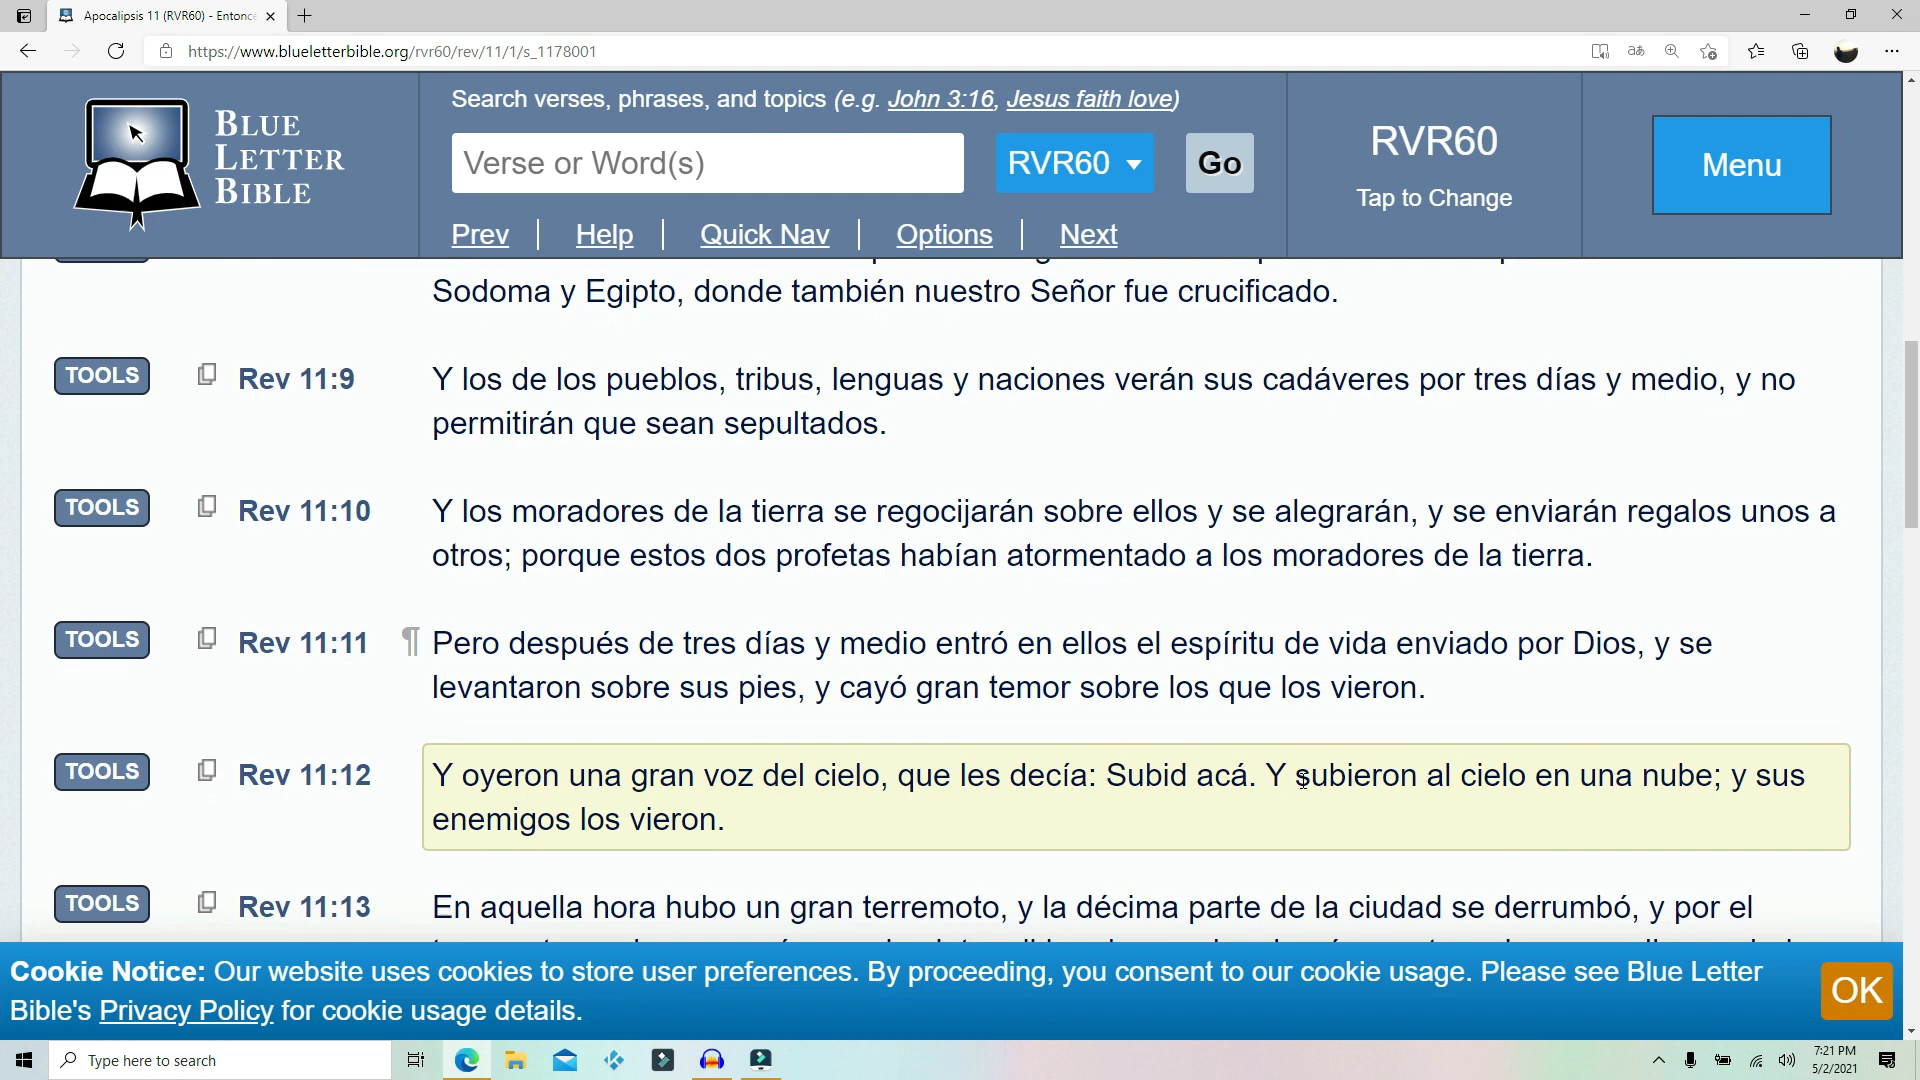 Apocalipsis 11 (RVR60) - Entonce
https://www.blueletterbible.org/rvr60/rev/11/1/s_1178001
BLUE
LETTER
BIBLE
Search verses, phrases, and topics (e.g. John 3:16, Jesus faith love)
Verse or Word(s)
RVR60
Go
Prev
Help
Quick Nav
Options
Next
RVR60
Tap to Change
Menu
Sodoma y Egipto, donde también nuestro Señor fue crucificado.
TOOLS
Rev 11:9
Y los de los pueblos, tribus, lenguas y naciones verán sus cadáveres por tres días y medio, y no
permitirán que sean sepultados.
TOOLS
Rev 11:10
Y los moradores de la tierra se regocijarán sobre ellos y se alegrarán, y se enviarán regalos unos a
otros; porque estos dos profetas habían atormentado a los moradores de la tierra.
TOOLS
Rev 11:11
¶ Pero después de tres días y medio entró en ellos el espíritu de vida enviado por Dios, y se
levantaron sobre sus pies, y cayó gran temor sobre los que los vieron.
TOOLS
Rev 11:12
Y oyeron una gran voz del cielo, que les decía: Subid acá. Y subieron al cielo en una nube; y sus
enemigos los vieron.
TOOLS
Rev 11:13
En aquella hora hubo un gran terremoto, y la décima parte de la ciudad se derrumbó, y por el
Cookie Notice: Our website uses cookies to store user preferences. By proceeding, you consent to our cookie usage. Please see Blue Letter
Bible's Privacy Policy for cookie usage details.
OK
Type here to search
7:21 PM
5/2/2021